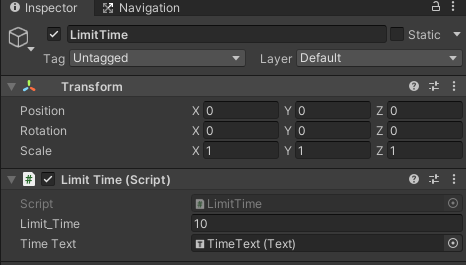 Inspector Navigation
LimitTime Static
Tag Untagged Layer Default
Transform
Position X 0 Y 0 Z 0
Rotation X 0 Y 0 Z 0
Scale X 1 Y 1 Z 1
# Limit Time (Script)
Script # LimitTime
Limit_Time 10
Time Text T TimeText (Text)